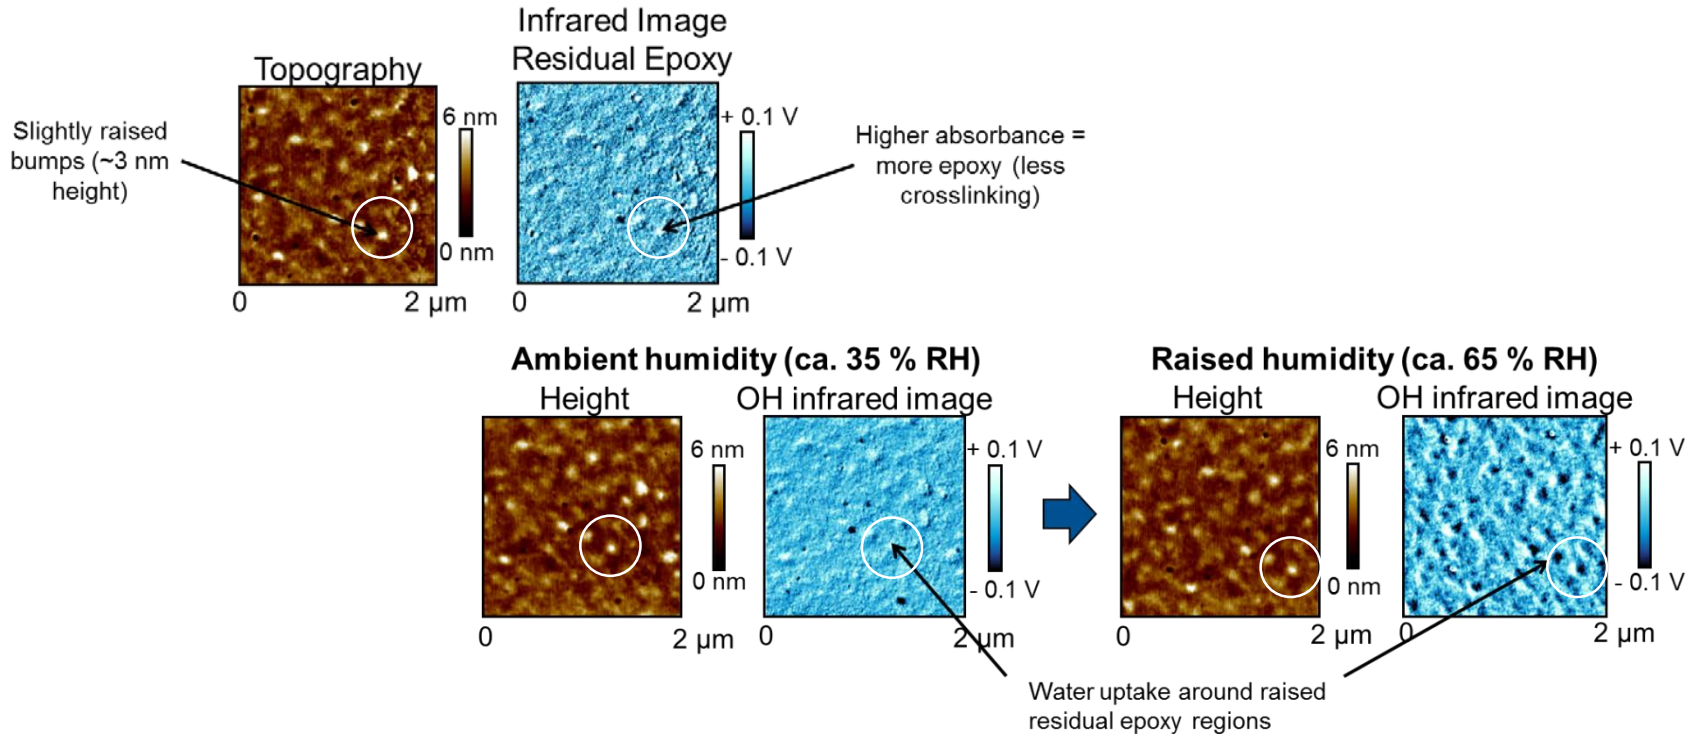 Infrared Image
Residual Epoxy
Topography
Slightly raised
bumps (~3 nm
height)
6 nm
0 nm
+ 0.1 V
- 0.1 V
Higher absorbance =
more epoxy (less
crosslinking)
0
2 µm
0
2 µm
Ambient humidity (ca. 35 % RH)
Raised humidity (ca. 65 % RH)
Height
OH infrared image
Height
OH infrared image
6 nm
0 nm
+ 0.1 V
- 0.1 V
6 nm
0 nm
+ 0.1 V
- 0.1 V
0
2 µm
0
2 µm
0
2 µm
0
2 µm
Water uptake around raised
residual epoxy regions